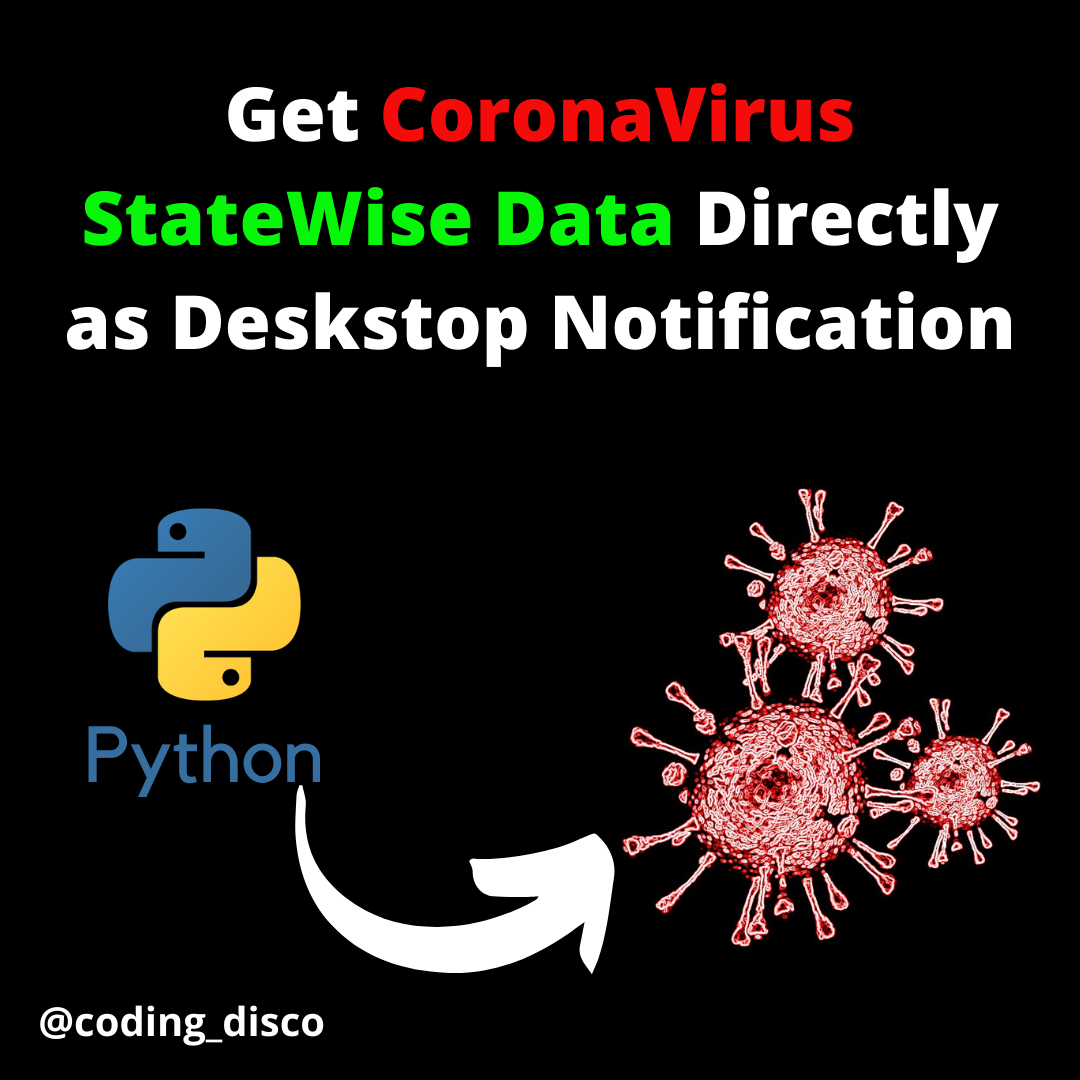 Get CoronaVirus
StateWise Data Directly
as Deskstop Notification
Python
@coding_disco